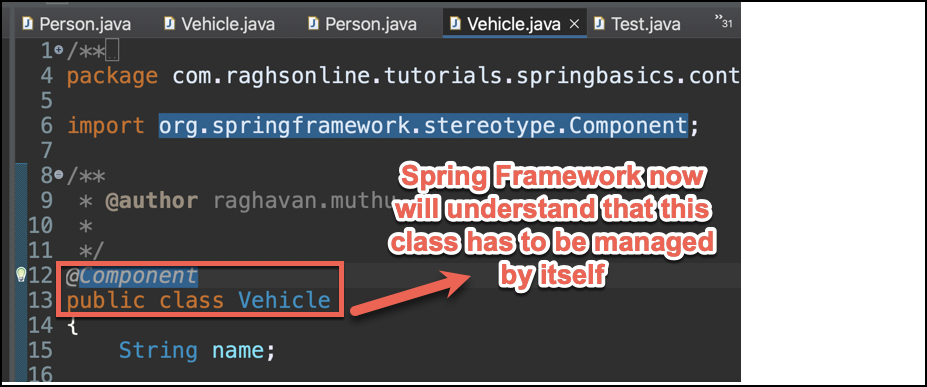 Person.java Vehicle.java Person.java Vehicle.java × Test.java »31
1 /**
4 package com.raghsonline.tutorials.springbasics.cont
5
6 import org.springframework.stereotype.Component;
7
8 /**
9 * @author raghavan.muthu
10 *
11 */
12 @Component
13 public class Vehicle
14 {
15 String name;
16
Spring Framework now
will understand that this
class has to be managed
by itself